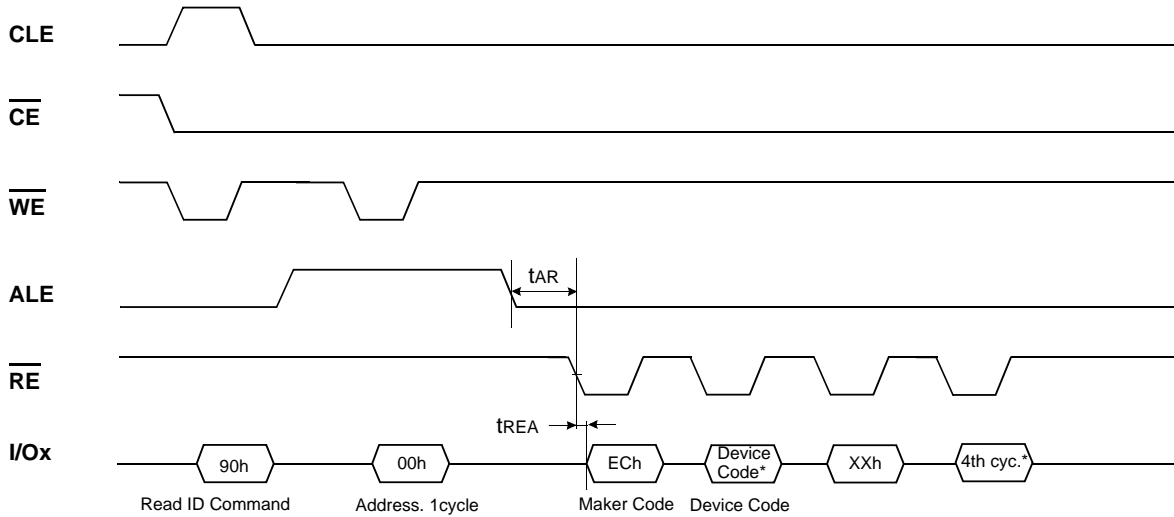 CLE
CE
WE
ALE
tAR
RE
tREA
I/Ox
90h
00h
ECh
Device
Code*
XXh
4th cyc.*
Read ID Command
Address. 1cycle
Maker Code
Device Code